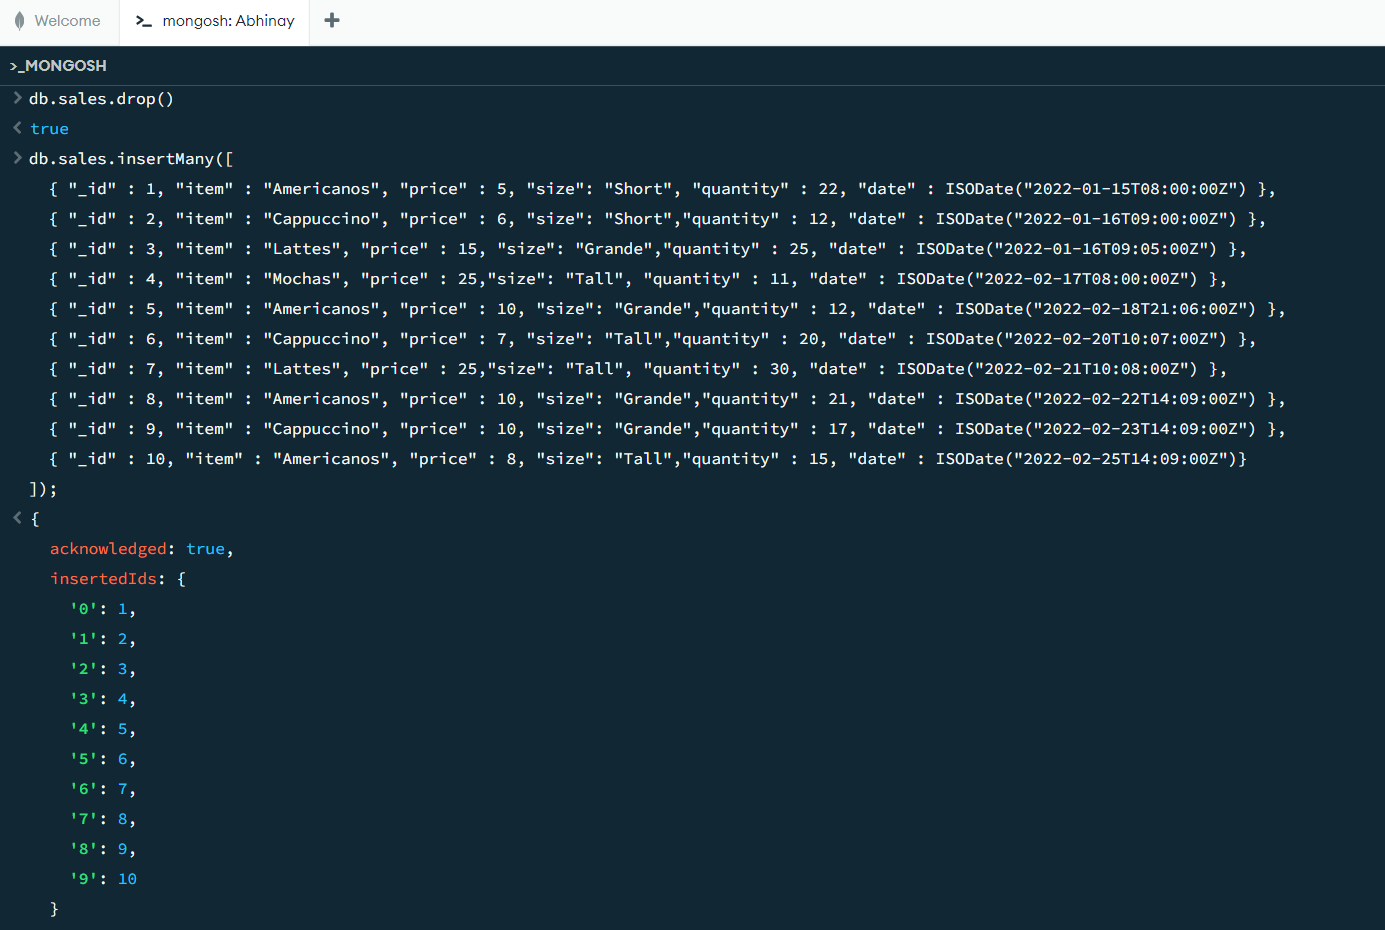 Welcome >_ mongosh: Abhinay +
>_MONGOSH
> db.sales.drop()
< true
> db.sales.insertMany([
{ "_id" : 1, "item" : "Americanos", "price" : 5, "size": "Short", "quantity" : 22, "date" : ISODate("2022-01-15T08:00:00Z") },
{ "_id" : 2, "item" : "Cappuccino", "price" : 6, "size": "Short","quantity" : 12, "date" : ISODate("2022-01-16T09:00:00Z") },
{ "_id" : 3, "item" : "Lattes", "price" : 15, "size": "Grande","quantity" : 25, "date" : ISODate("2022-01-16T09:05:00Z") },
{ "_id" : 4, "item" : "Mochas", "price" : 25,"size": "Tall", "quantity" : 11, "date" : ISODate("2022-02-17T08:00:00Z") },
{ "_id" : 5, "item" : "Americanos", "price" : 10, "size": "Grande","quantity" : 12, "date" : ISODate("2022-02-18T21:06:00Z") },
{ "_id" : 6, "item" : "Cappuccino", "price" : 7, "size": "Tall","quantity" : 20, "date" : ISODate("2022-02-20T10:07:00Z") },
{ "_id" : 7, "item" : "Lattes", "price" : 25,"size": "Tall", "quantity" : 30, "date" : ISODate("2022-02-21T10:08:00Z") },
{ "_id" : 8, "item" : "Americanos", "price" : 10, "size": "Grande","quantity" : 21, "date" : ISODate("2022-02-22T14:09:00Z") },
{ "_id" : 9, "item" : "Cappuccino", "price" : 10, "size": "Grande","quantity" : 17, "date" : ISODate("2022-02-23T14:09:00Z") },
{ "_id" : 10, "item" : "Americanos", "price" : 8, "size": "Tall","quantity" : 15, "date" : ISODate("2022-02-25T14:09:00Z")}
]);
< {
acknowledged: true,
insertedIds: {
'0': 1,
'1': 2,
'2': 3,
'3': 4,
'4': 5,
'5': 6,
'6': 7,
'7': 8,
'8': 9,
'9': 10
}